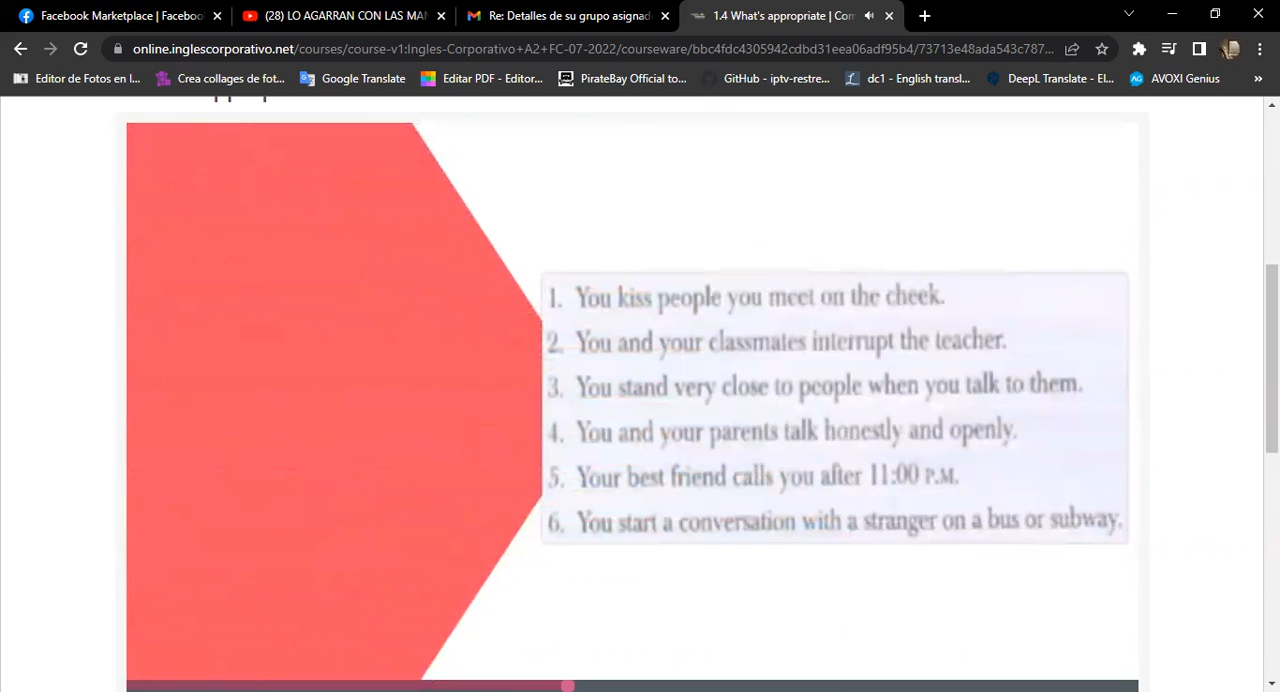 Facebook Marketplace | Faceboo
(28) LO AGARRAN CON LAS MAN
Re: Detalles de su grupo asignad
1.4 What's appropriate | Com
online.inglescorporativo.net/courses/course-v1:Ingles-Corporativo+A2+FC-07-2022/courseware/bbc4fdc4305942cdbd31eea06adf95b4/73713e48ada543c787...
Editor de Fotos en l...
Crea collages de fot...
Google Translate
Editar PDF - Editor...
PirateBay Official to...
GitHub - iptv-restre...
dc1 - English transl...
DeepL Translate - El...
AVOXI Genius
1. You kiss people you meet on the cheek.
2. You and your classmates interrupt the teacher.
3. You stand very close to people when you talk to them.
4. You and your parents talk honestly and openly.
5. Your best friend calls you after 11:00 P.M.
6. You start a conversation with a stranger on a bus or subway.